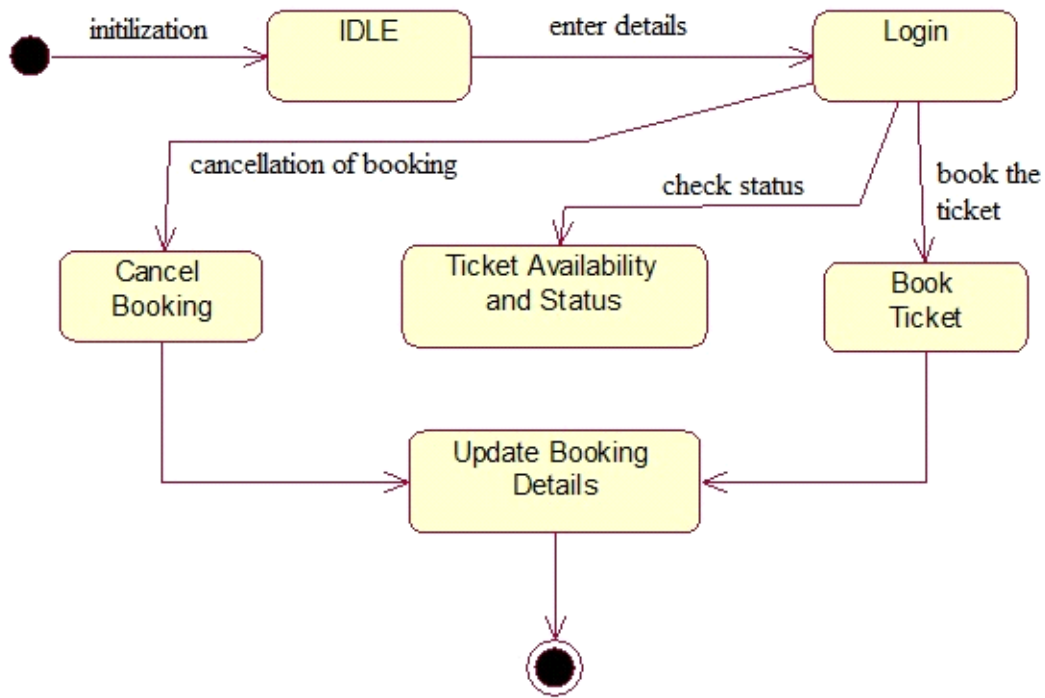 initilization
IDLE
enter details
Login
cancellation of booking
check status
book the
ticket
Cancel
Booking
Ticket Availability
and Status
Book
Ticket
Update Booking
Details